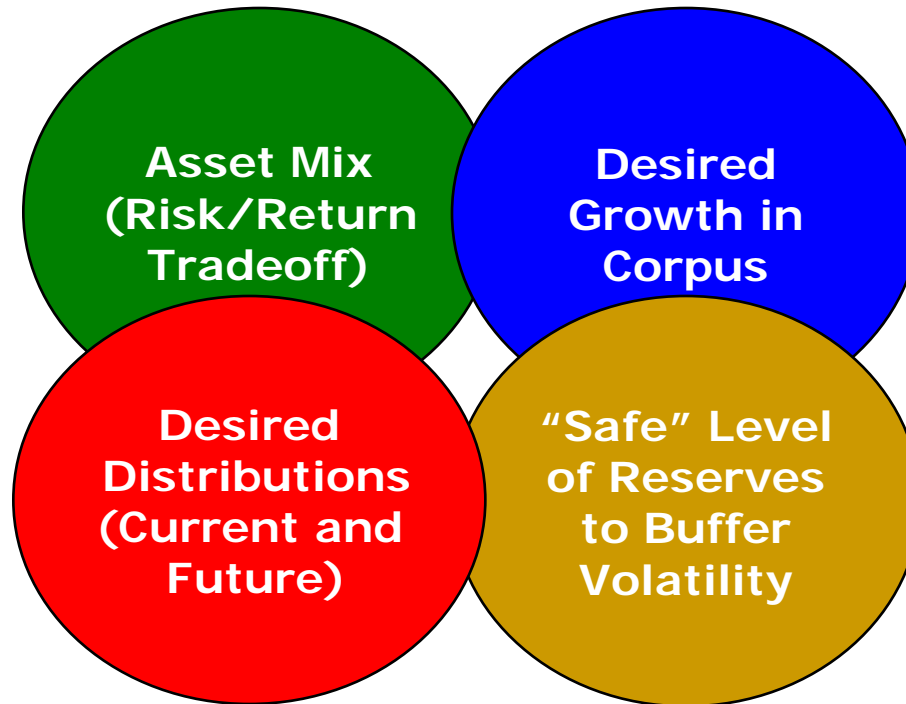 Asset Mix
(Risk/Return
Tradeoff)
Desired
Growth in
Corpus
Desired
Distributions
(Current and
Future)
“Safe” Level
of Reserves
to Buffer
Volatility